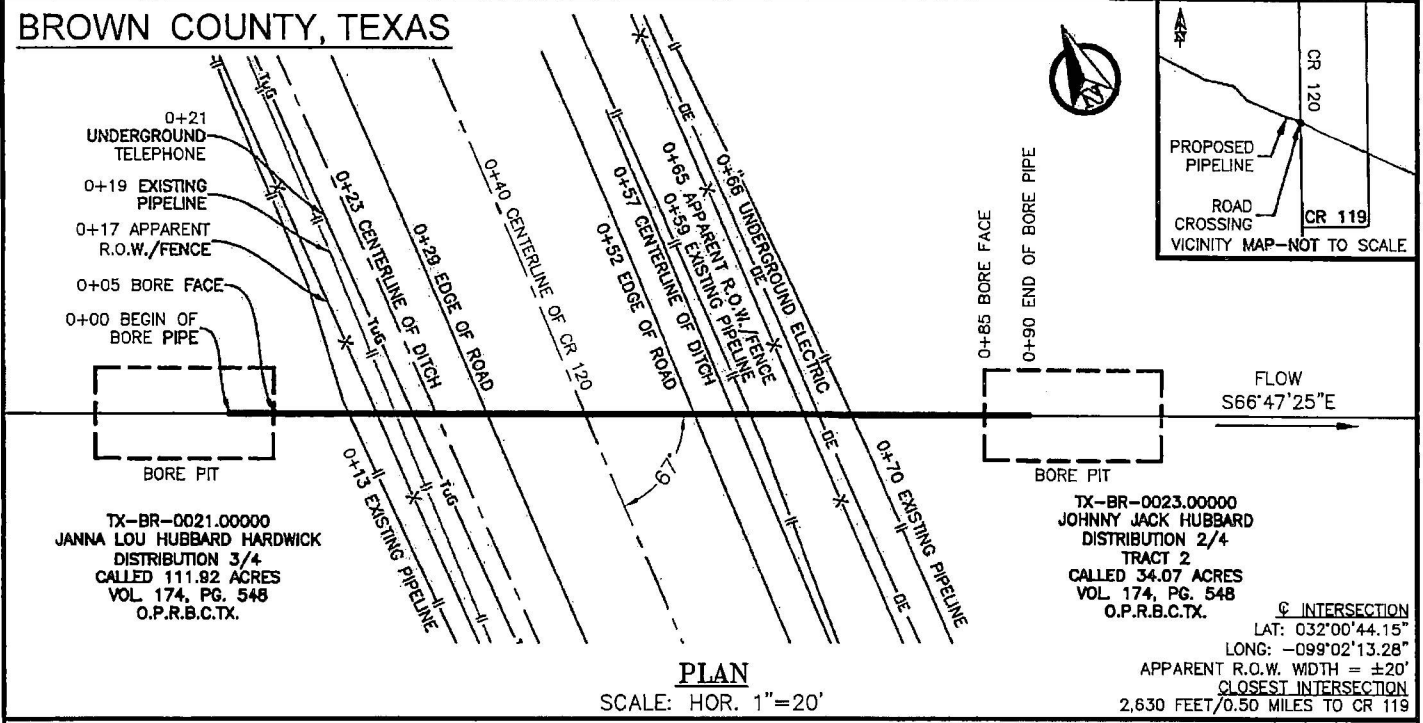 BROWN COUNTY, TEXAS
0+21
UNDERGROUND
TELEPHONE
0+19 EXISTING
PIPELINE
0+17 APPARENT
R.O.W./FENCE
0+05 BORE FACE
0+00 BEGIN OF
BORE PIPE
BORE PIT
TX-BR-0021.00000
JANNA LOU HUBBARD HARDWICK
DISTRIBUTION 3/4
CALLED 111.92 ACRES
VOL. 174, PG. 548
O.P.R.B.C.TX.
TUG
TUG
TUG
0+13 EXISTING PIPELINE
0+23 CENTERLINE OF DITCH
0+29 EDGE OF ROAD
0+40 CENTERLINE OF CR 120
67°
0+52 EDGE OF ROAD
0+57 CENTERLINE OF DITCH
0+59 EXISTING PIPELINE
0+65 APPARENT R.O.W./FENCE
0+66 UNDERGROUND ELECTRIC
OE
OE
OE
OE
0+70 EXISTING PIPELINE
0+85 BORE FACE
0+90 END OF BORE PIPE
N
CR 120
PROPOSED
PIPELINE
ROAD
CROSSING
CR 119
VICINITY MAP-NOT TO SCALE
FLOW
S66°47'25"E
BORE PIT
TX-BR-0023.00000
JOHNNY JACK HUBBARD
DISTRIBUTION 2/4
TRACT 2
CALLED 34.07 ACRES
VOL. 174, PG. 548
O.P.R.B.C.TX.
℄ INTERSECTION
LAT: 032°00'44.15"
LONG: -099°02'13.28"
APPARENT R.O.W. WIDTH = ±20'
CLOSEST INTERSECTION
2,630 FEET/0.50 MILES TO CR 119
PLAN
SCALE: HOR. 1"=20'